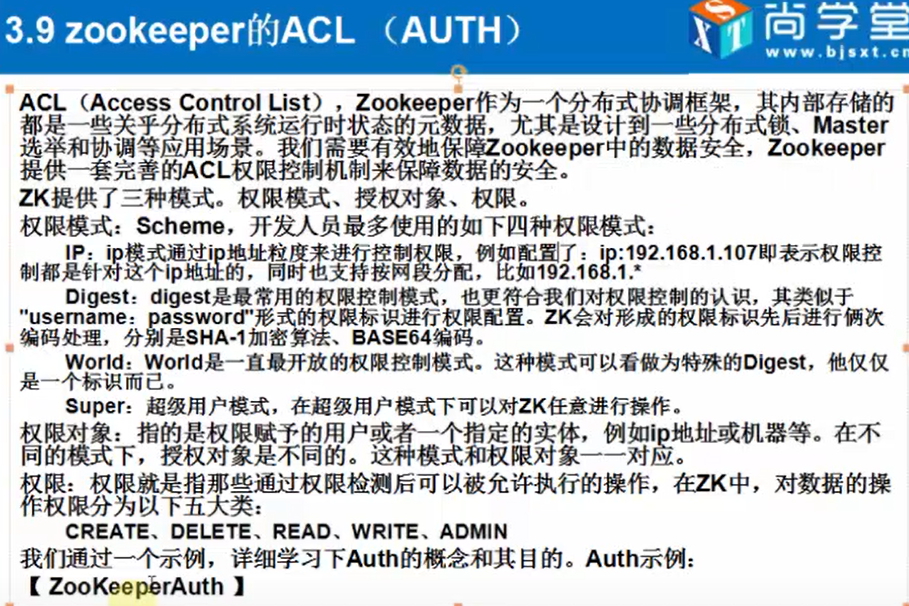 3.9 zookeeper的ACL （AUTH）
XST 尚学堂
www.bjsxt.cn
ACL（Access Control List），Zookeeper作为一个分布式协调框架，其内部存储的
都是一些关乎分布式系统运行时状态的元数据，尤其是设计到一些分布式锁、Master
选举和协调等应用场景。我们需要有效地保障Zookeeper中的数据安全，Zookeeper
提供一套完善的ACL权限控制机制来保障数据的安全。
ZK提供了三种模式。权限模式、授权对象、权限。
权限模式：Scheme，开发人员最多使用的如下四种权限模式：
IP：ip模式通过ip地址粒度来进行控制权限，例如配置了：ip:192.168.1.107即表示权限控
制都是针对这个ip地址的，同时也支持按网段分配，比如192.168.1.*
Digest：digest是最常用的权限控制模式，也更符合我们对权限控制的认识，其类似于
"username：password"形式的权限标识进行权限配置。ZK会对形成的权限标识先后进行俩次
编码处理，分别是SHA-1加密算法、BASE64编码。
World：World是一直最开放的权限控制模式。这种模式可以看做为特殊的Digest，他仅仅
是一个标识而已。
Super：超级用户模式，在超级用户模式下可以对ZK任意进行操作。
权限对象：指的是权限赋予的用户或者一个指定的实体，例如ip地址或机器等。在不
同的模式下，授权对象是不同的。这种模式和权限对象一一对应。
权限：权限就是指那些通过权限检测后可以被允许执行的操作，在ZK中，对数据的操
作权限分为以下五大类：
CREATE、DELETE、READ、WRITE、ADMIN
我们通过一个示例，详细学习下Auth的概念和其目的。Auth示例：
【 ZooKeeperAuth 】